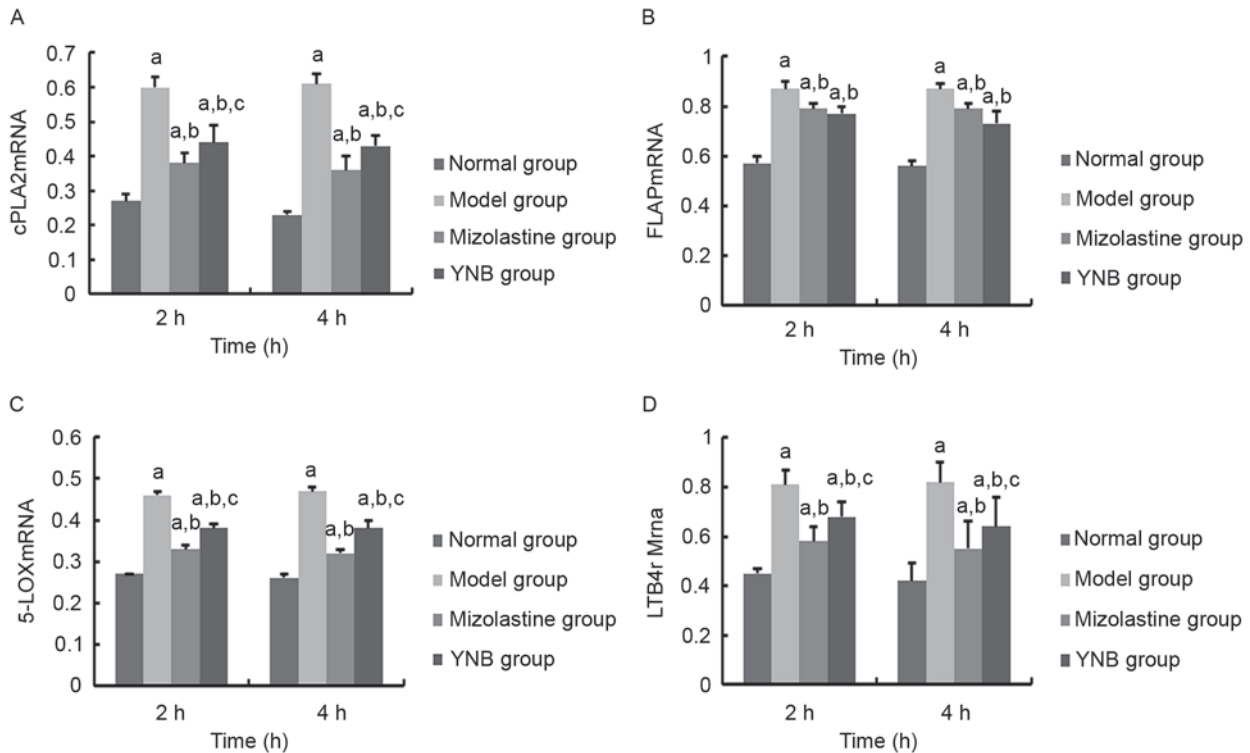 A
cPLA2mRNA
0.7
0.6
0.5
0.4
0.3
0.2
0.1
0
a
a,b
a,b,c
a
a,b
a,b,c
2 h
4 h
Time (h)
Normal group
Model group
Mizolastine group
YNB group
B
FLAPmRNA
1
0.8
0.6
0.4
0.2
0
a
a,b
a,b
a
a,b
a,b
2 h
4 h
Time (h)
Normal group
Model group
Mizolastine group
YNB group
C
5-LOXmRNA
0.6
0.5
0.4
0.3
0.2
0.1
0
a
a,b
a,b,c
a
a,b
a,b,c
2 h
4 h
Time (h)
Normal group
Model group
Mizolastine group
YNB group
D
LTB4r Mrna
1
0.8
0.6
0.4
0.2
0
a
a,b
a,b,c
a
a,b
a,b,c
2 h
4 h
Time (h)
Normal group
Model group
Mizolastine group
YNB group